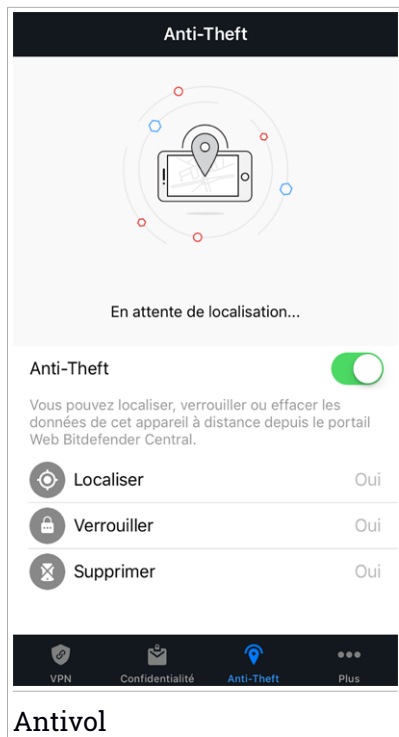 Anti-Theft
En attente de localisation...
Anti-Theft
Vous pouvez localiser, verrouiller ou effacer les
données de cet appareil à distance depuis le portail
Web Bitdefender Central.
Localiser Oui
Verrouiller Oui
Supprimer Oui
VPN Confidentialité Anti-Theft Plus
Antivol